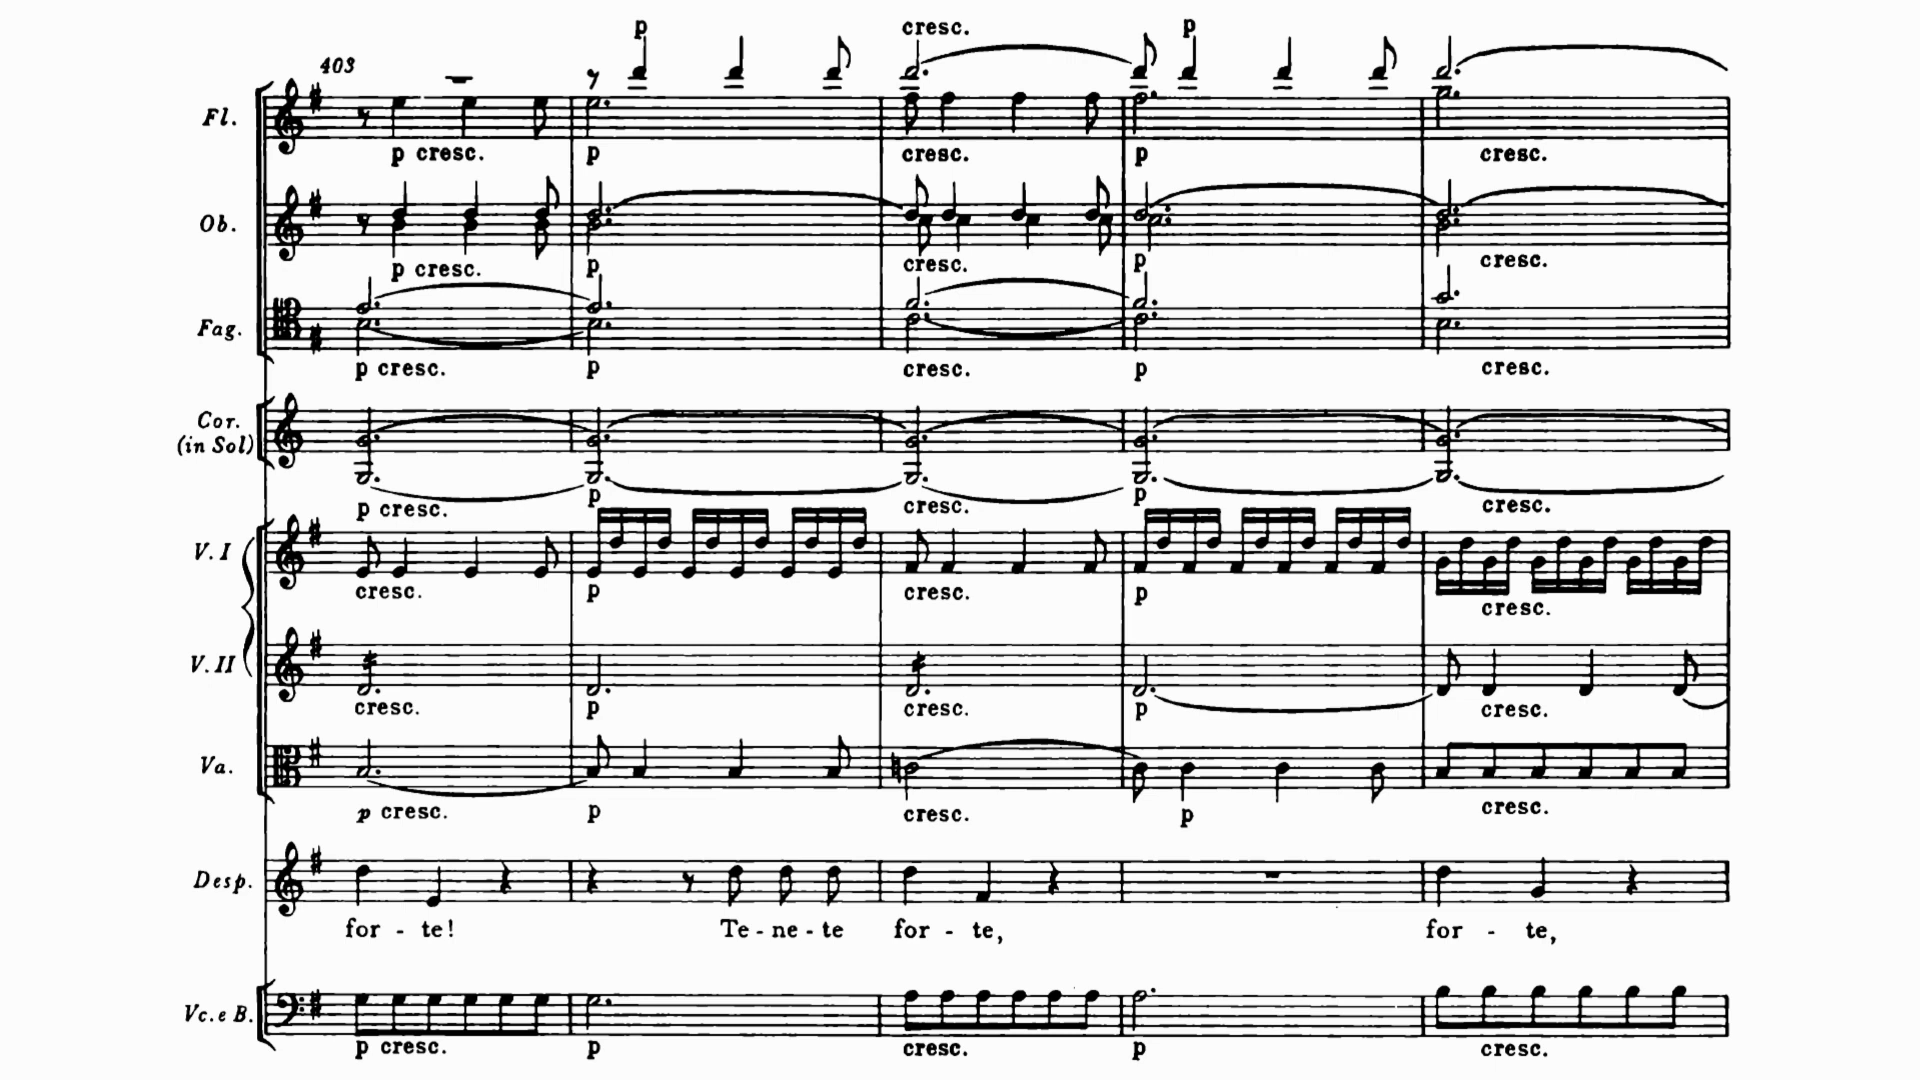 p cresc. p
403
Fl.
p cresc. p cresc. p cresc.
Ob.
p cresc. p cresc. p cresc.
Fag.
p cresc. p cresc. p cresc.
Cor.
(in Sol)
p cresc. p cresc. p cresc.
V. I
cresc. p cresc. p cresc.
V. II
cresc. p cresc. p cresc.
Va.
p cresc. p cresc. p cresc.
Desp.
for - te! Te - ne - te for - te, for - te,
Vc. e B.
p cresc. p cresc. p cresc.